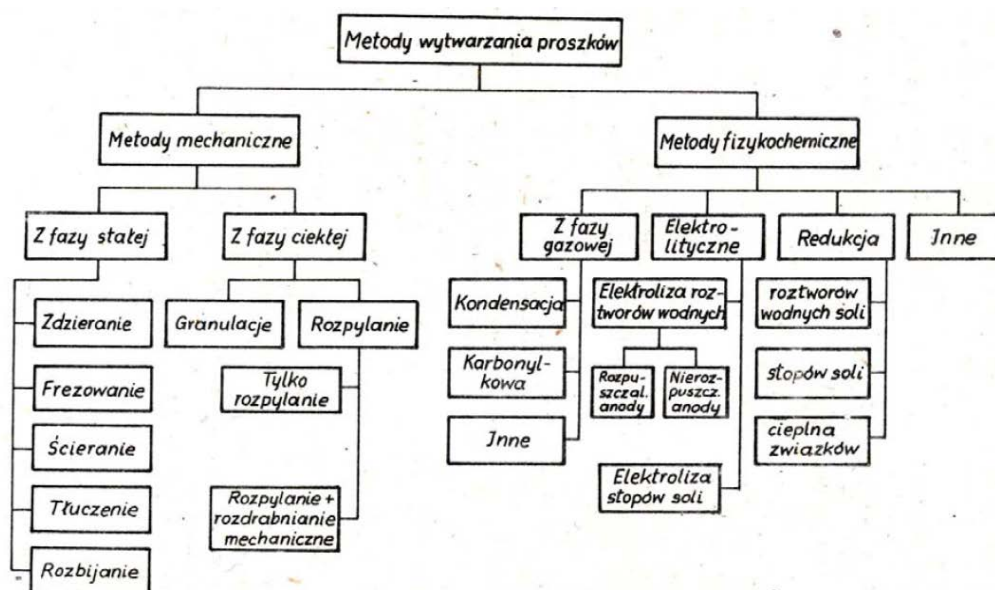 Metody wytwarzania proszków
Metody mechaniczne
Metody fizykochemiczne
Z fazy stałej
Z fazy ciekłej
Z fazy
gazowej
Elektro-
lityczne
Redukcja
Jnne
Zdzieranie
Frezowanie
Ścieranie
Tłuczenie
Rozbijanie
Granulacje
Rozpylanie
Tylko
rozpylanie
Rozpylanie +
rozdrabnianie
mechaniczne
Kondensacja
Karbonyl-
kowa
Jnne
Elektroliza roz-
tworów wodnych
Rozpu-
szczal.
anody
Nieroz-
puszcz.
anody
Elektroliza
stopów soli
roztworów
wodnych soli
stopów soli
cieplna
związków